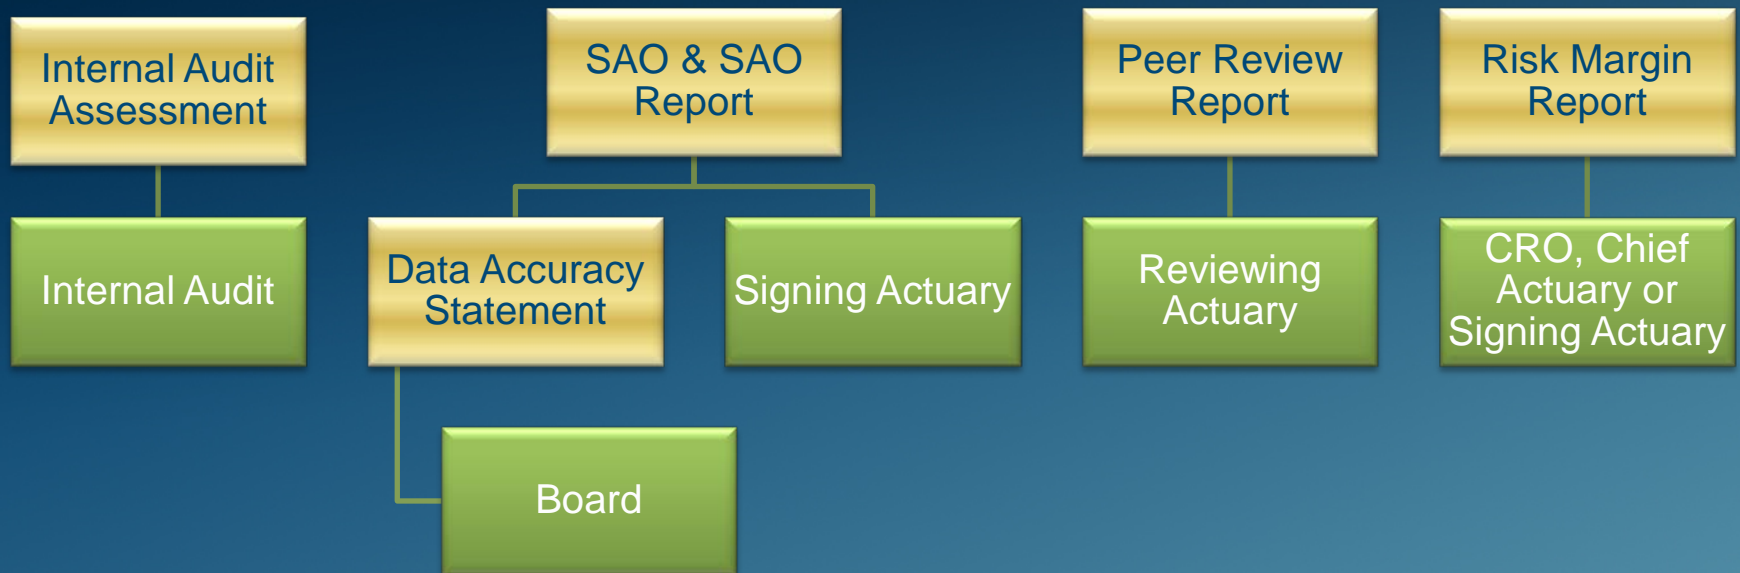 Internal Audit
Assessment
SAO & SAO
Report
Peer Review
Report
Risk Margin
Report
Internal Audit
Data Accuracy
Statement
Signing Actuary
Reviewing
Actuary
CRO, Chief
Actuary or
Signing Actuary
Board